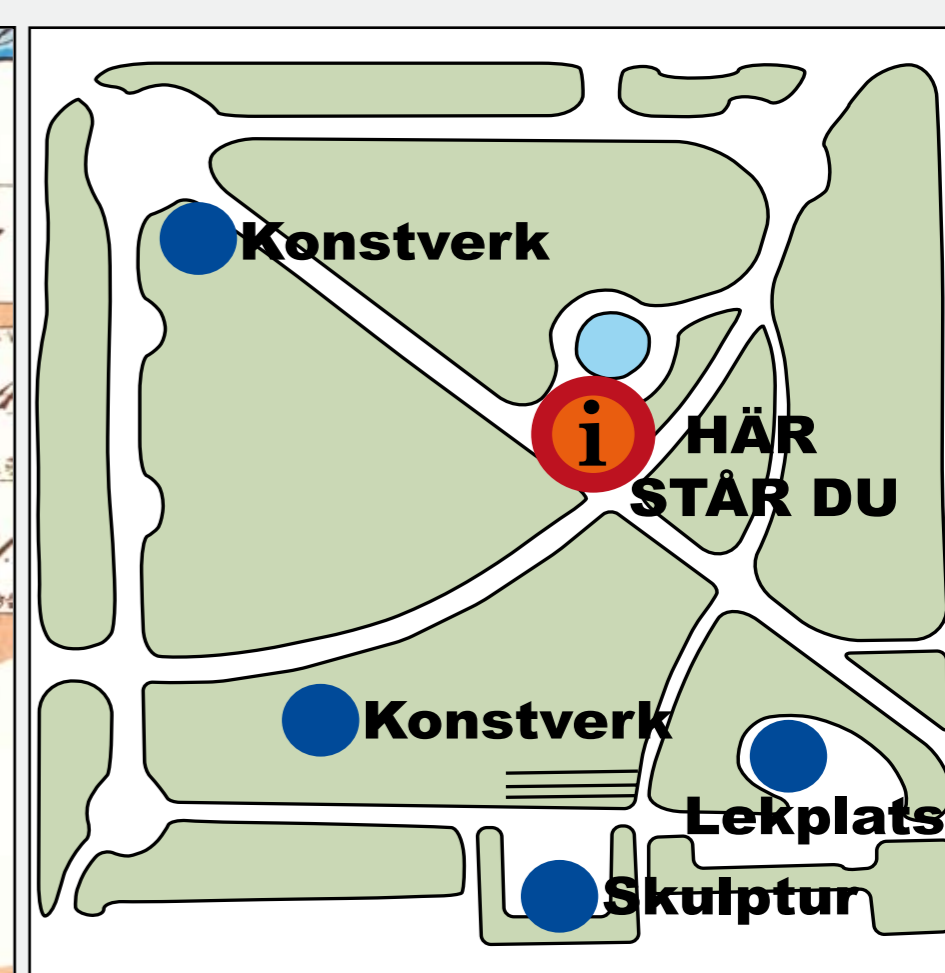 Konstverk
i
HÄR
STÅR DU
Konstverk
Lekplats
Skulptur